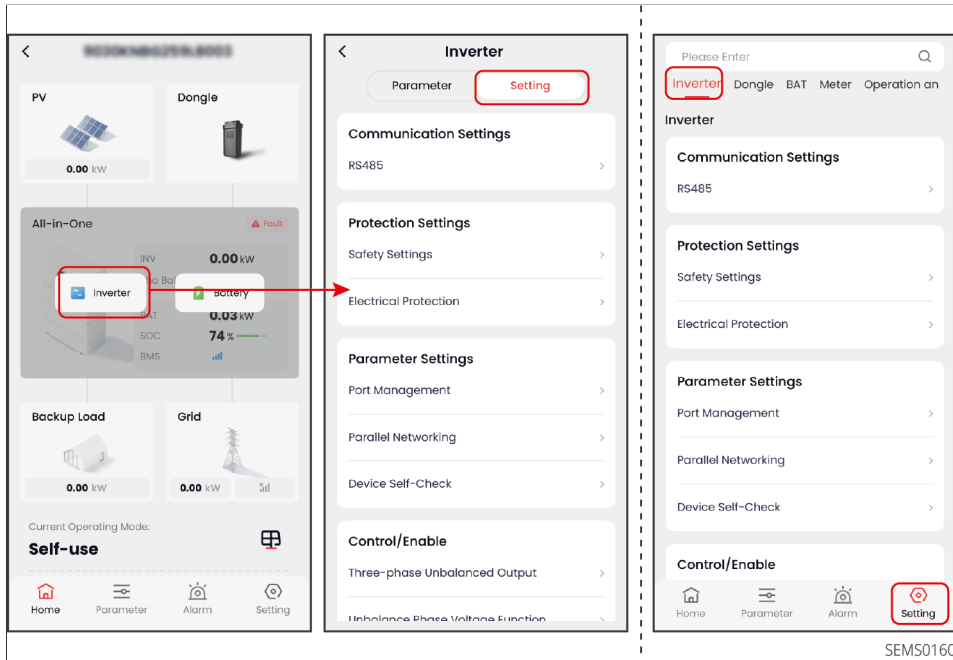 PV
Dongle
0.00 kW
All-in-One
Fault
INV 0.00 kW
Inverter
Battery
BAT 0.03 kW
SOC 74 %
BMS
Backup Load
Grid
0.00 kW
0.00 kW
Current Operating Mode:
Self-use
Home Parameter Alarm Setting
Inverter
Parameter Setting
Communication Settings
RS485
Protection Settings
Safety Settings
Electrical Protection
Parameter Settings
Port Management
Parallel Networking
Device Self-Check
Control/Enable
Three-phase Unbalanced Output
Unbalance Phase Voltage Function
Please Enter
Inverter Dongle BAT Meter Operation an
Inverter
Communication Settings
RS485
Protection Settings
Safety Settings
Electrical Protection
Parameter Settings
Port Management
Parallel Networking
Device Self-Check
Control/Enable
Home Parameter Alarm Setting
SEMS0160